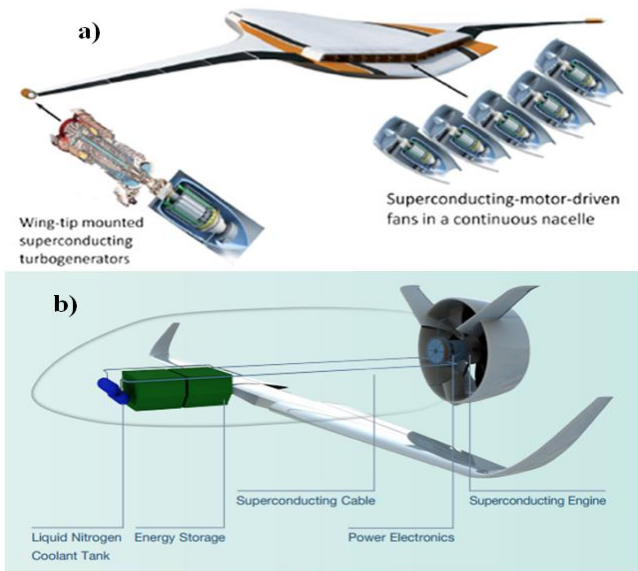 a)
Wing-tip mounted
superconducting
turbogenerators
Superconducting-motor-driven
fans in a continuous nacelle
b)
Superconducting Cable
Superconducting Engine
Liquid Nitrogen
Coolant Tank
Energy Storage
Power Electronics